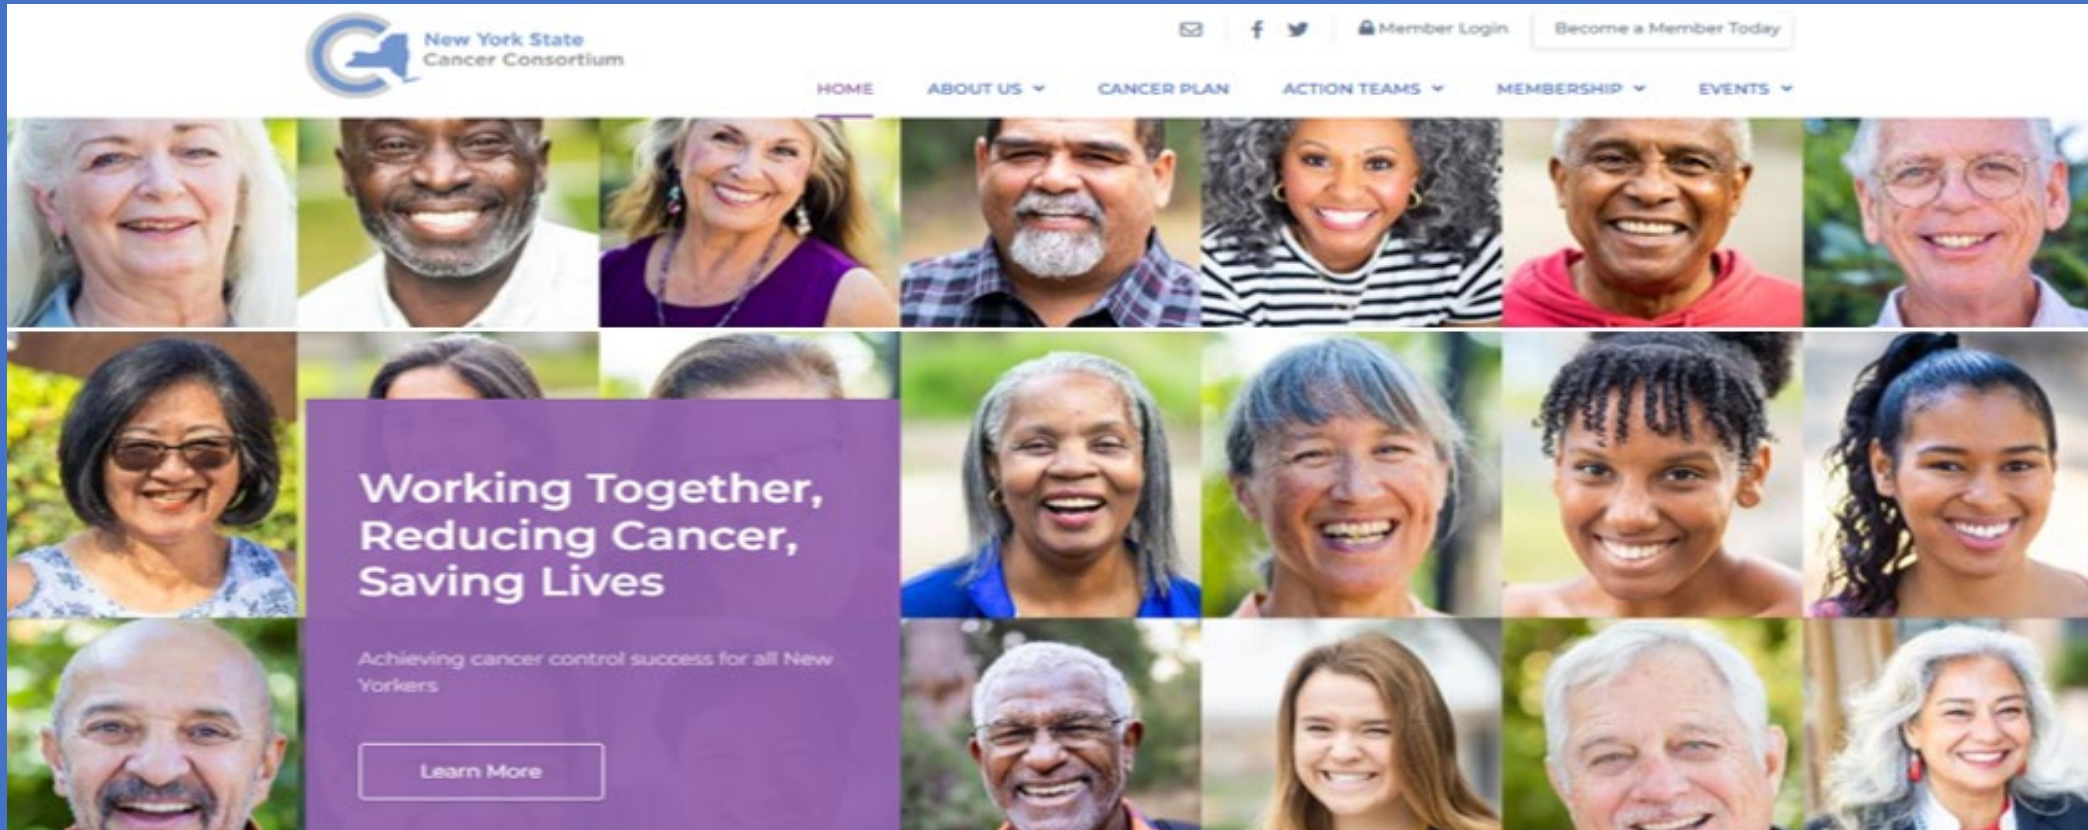 New York State
Cancer Consortium
Member Login
Become a Member Today
HOME
ABOUT US
CANCER PLAN
ACTION TEAMS
MEMBERSHIP
EVENTS
Working Together,
Reducing Cancer,
Saving Lives
Achieving cancer control success for all New
Yorkers
Learn More